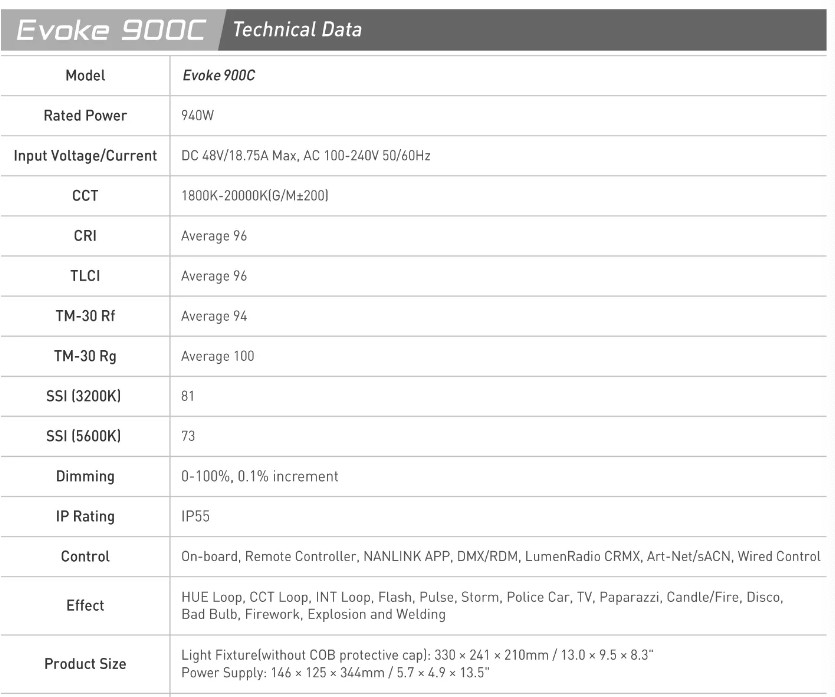 Evoke 900C Technical Data
Model Evoke 900C
Rated Power 940W
Input Voltage/Current DC 48V/18.75A Max, AC 100-240V 50/60Hz
CCT 1800K-20000K(G/M±200)
CRI Average 96
TLCI Average 96
TM-30 Rf Average 94
TM-30 Rg Average 100
SSI (3200K) 81
SSI (5600K) 73
Dimming 0-100%, 0.1% increment
IP Rating IP55
Control On-board, Remote Controller, NANLINK APP, DMX/RDM, LumenRadio CRMX, Art-Net/sACN, Wired Control
Effect HUE Loop, CCT Loop, INT Loop, Flash, Pulse, Storm, Police Car, TV, Paparazzi, Candle/Fire, Disco,
Bad Bulb, Firework, Explosion and Welding
Product Size Light Fixture(without COB protective cap): 330 × 241 × 210mm / 13.0 × 9.5 × 8.3"
Power Supply: 146 × 125 × 344mm / 5.7 × 4.9 × 13.5"